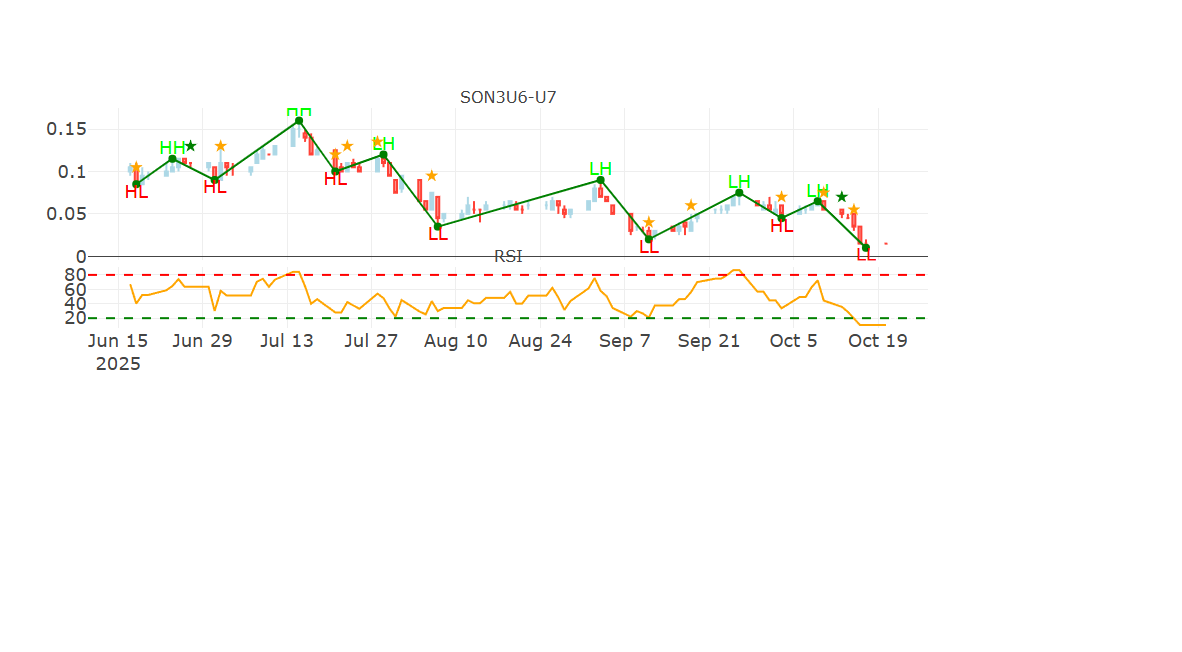 SON3U6-U7
0.15
0.1
0.05
0
HH
HL
HL
HH
HL
LH
LL
LH
LL
LH
HL
LH
LL
RSI
80
60
40
20
Jun 15 Jun 29 Jul 13 Jul 27 Aug 10 Aug 24 Sep 7 Sep 21 Oct 5 Oct 19
2025